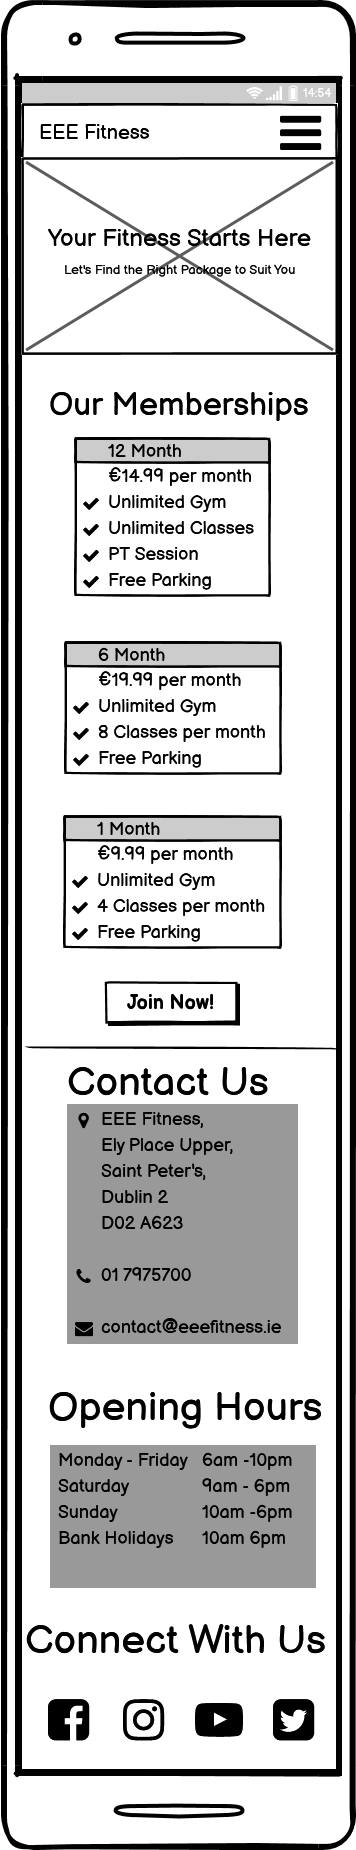 14:54
EEE Fitness
Your Fitness Starts Here
Let's Find the Right Package to Suit You
Our Memberships
12 Month
€14.99 per month
Unlimited Gym
Unlimited Classes
PT Session
Free Parking
6 Month
€19.99 per month
Unlimited Gym
8 Classes per month
Free Parking
1 Month
€9.99 per month
Unlimited Gym
4 Classes per month
Free Parking
Join Now!
Contact Us
EEE Fitness,
Ely Place Upper,
Saint Peter's,
Dublin 2
D02 A623
01 7975700
contact@eeefitness.ie
Opening Hours
Monday - Friday 6am -10pm
Saturday 9am - 6pm
Sunday 10am -6pm
Bank Holidays 10am 6pm
Connect With Us